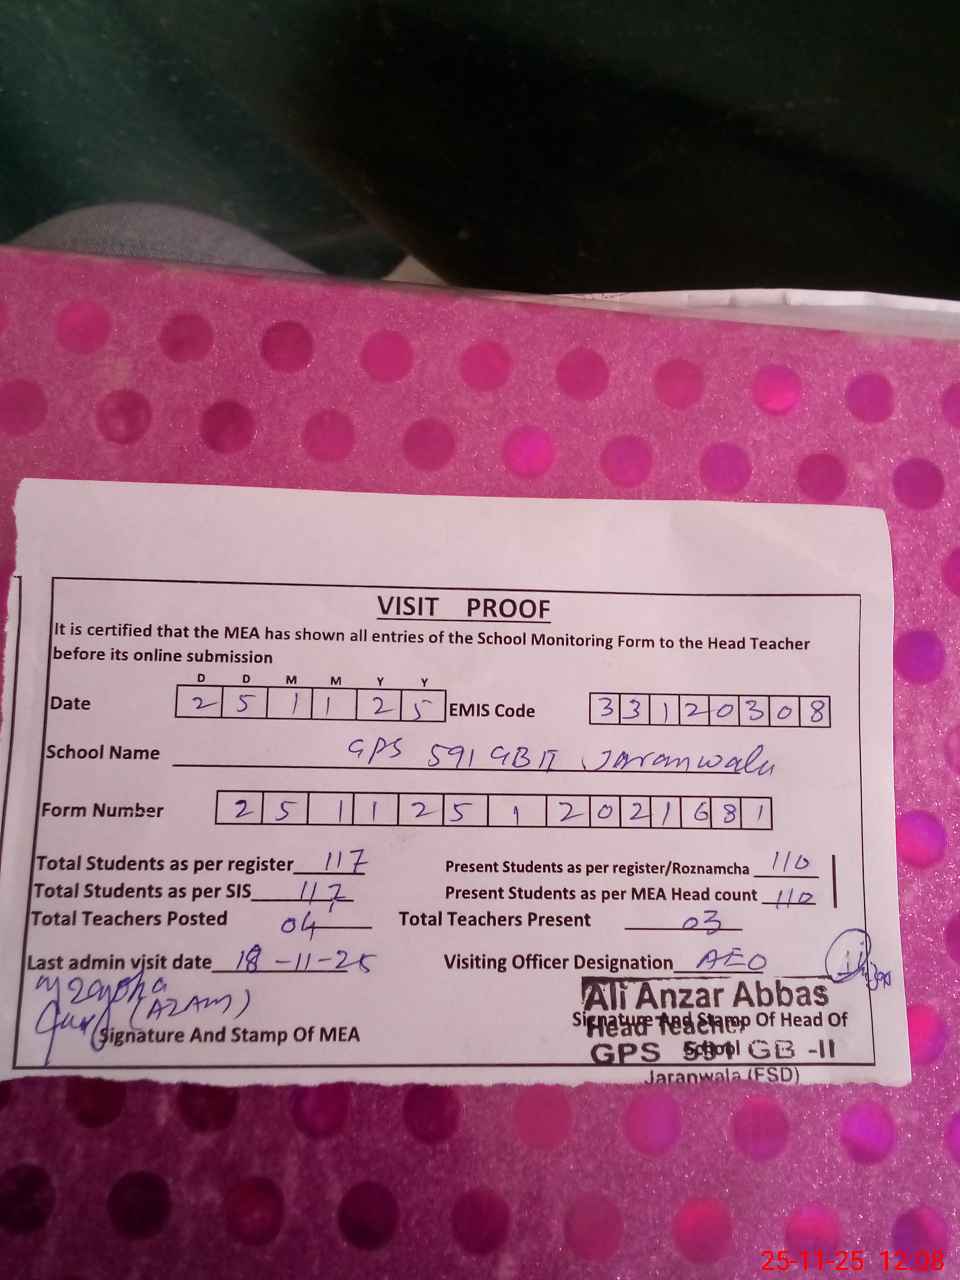 VISIT PROOF
It is certified that the MEA has shown all entries of the School Monitoring Form to the Head Teacher
before its online submission
D D M M Y Y
Date 2 5 1 1 2 5 EMIS Code 3 3 1 2 0 3 0 8
School Name GPS 591 GB II Jaranwala
Form Number 2 5 1 1 2 5 1 2 0 2 1 6 8 1
Total Students as per register 117 Present Students as per register/Roznamcha 110
Total Students as per SIS 117 Present Students as per MEA Head count 110
Total Teachers Posted 04 Total Teachers Present 03
Last admin visit date 18-11-25 Visiting Officer Designation AEO
(AZAM)
Signature And Stamp Of MEA
Ali Anzar Abbas
Signature And Stamp Of Head Of
School
Head Teacher
GPS 591 GB -II
Jaranwala (FSD)
25-11-25 12:08